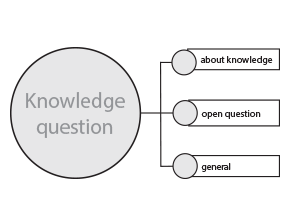 Knowledge
question
about knowledge
open question
general